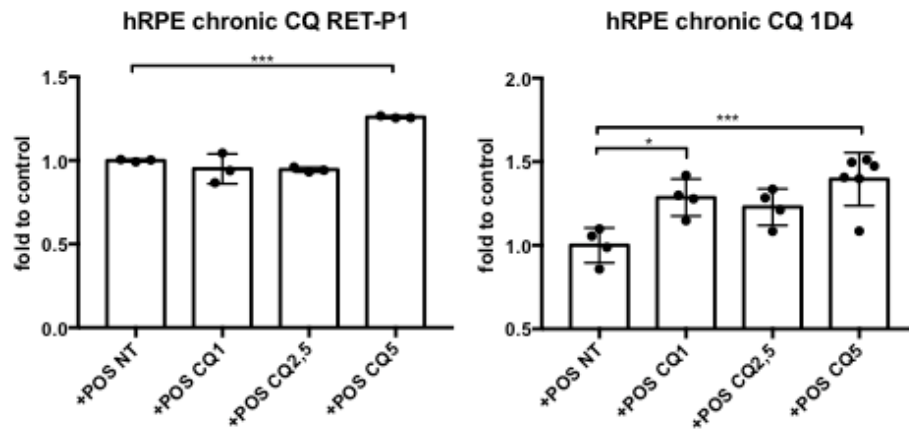 hRPE chronic CQ RET-P1
***
1.5
1.0
0.5
0.0
fold to control
+POS NT
+POS CQ1
+POS CQ2,5
+POS CQ5
hRPE chronic CQ 1D4
***
*
2.0
1.5
1.0
0.5
fold to control
+POS NT
+POS CQ1
+POS CQ2,5
+POS CQ5